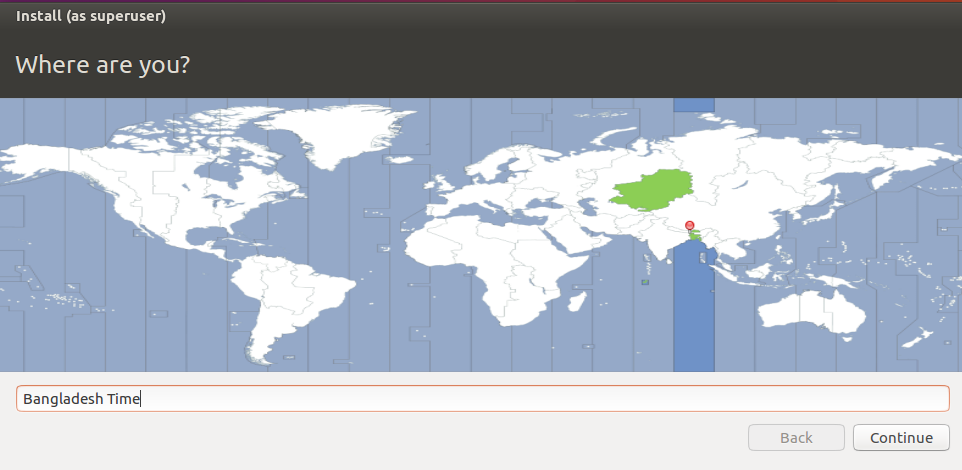 Install (as superuser)
Where are you?
Bangladesh Time
Back
Continue